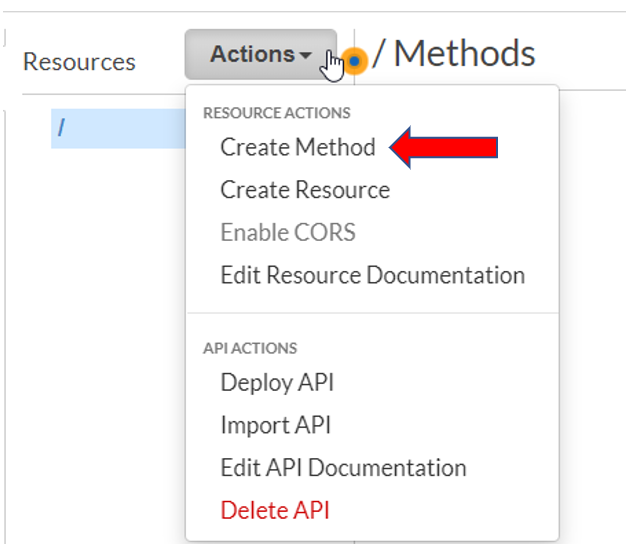 Resources
Actions
/ Methods
/
RESOURCE ACTIONS
Create Method
Create Resource
Enable CORS
Edit Resource Documentation
API ACTIONS
Deploy API
Import API
Edit API Documentation
Delete API